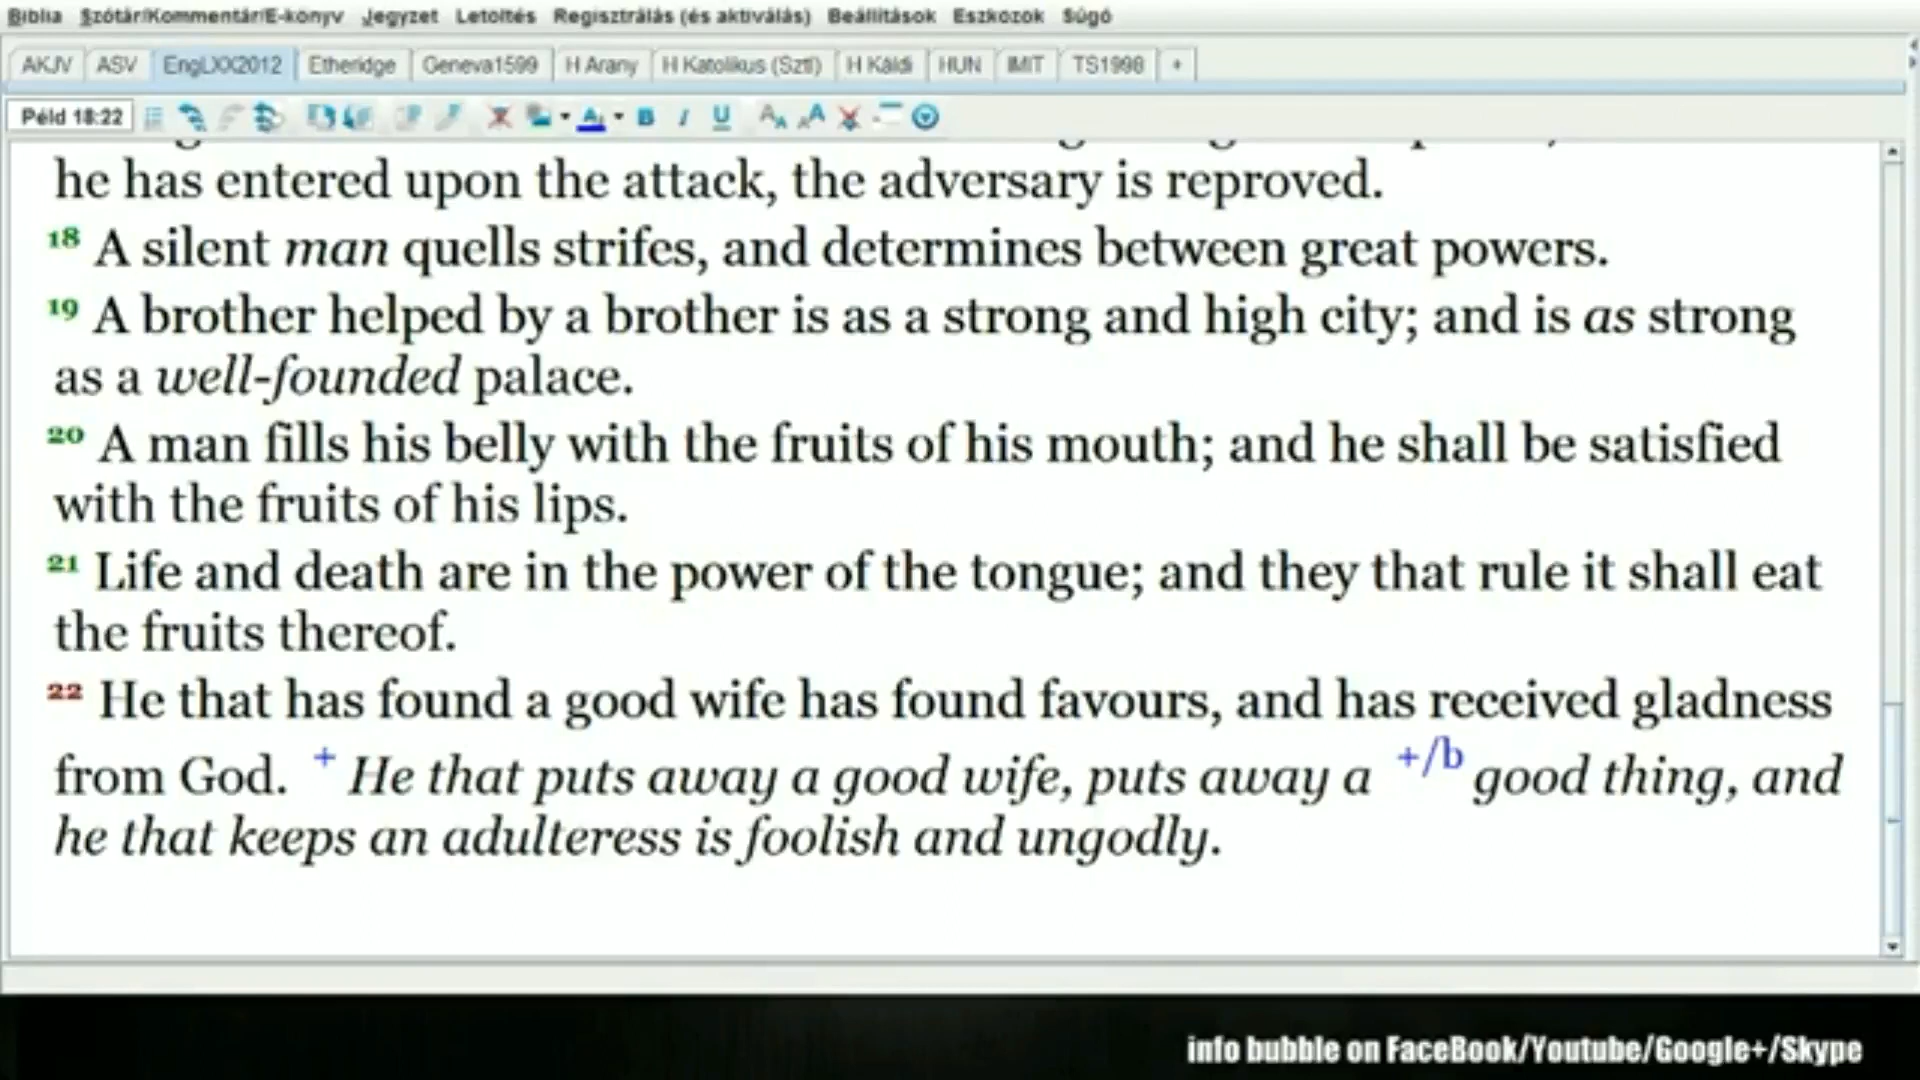 Biblia Szótár/Kommentár/E-könyv Jegyzet Letöltés Regisztrálás (és aktiválás) Beállítások Eszközök Súgó
AKJV ASV EngLXX2012 Etheridge Geneva1599 H Arany H Katolikus (SztI) H Káldi HUN IMIT TS1998 +
Péld 18:22 A B I U A A A A
he has entered upon the attack, the adversary is reproved.
18 A silent man quells strifes, and determines between great powers.
19 A brother helped by a brother is as a strong and high city; and is as strong
as a well-founded palace.
20 A man fills his belly with the fruits of his mouth; and he shall be satisfied
with the fruits of his lips.
21 Life and death are in the power of the tongue; and they that rule it shall eat
the fruits thereof.
22 He that has found a good wife has found favours, and has received gladness
from God. + He that puts away a good wife, puts away a +/b good thing, and
he that keeps an adulteress is foolish and ungodly.
info bubble on FaceBook/Youtube/Google+/Skype